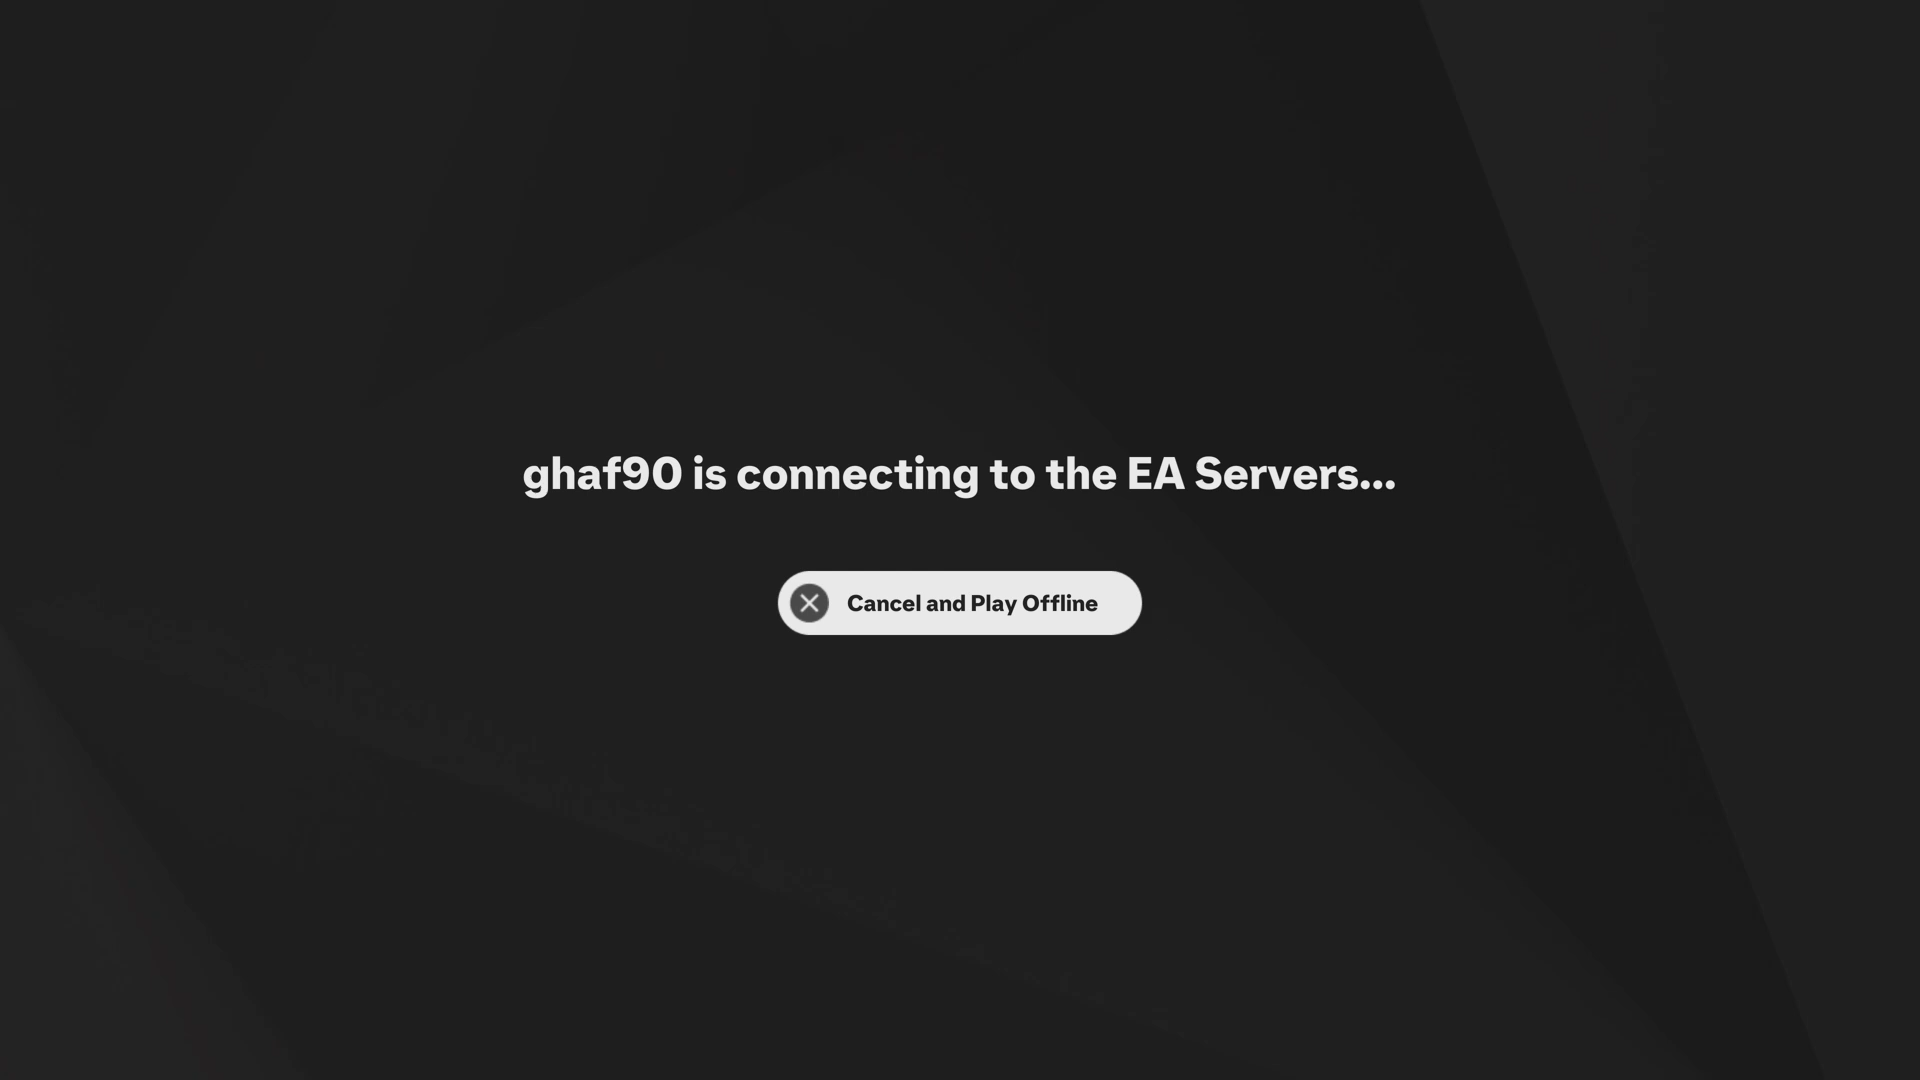 ghaf90 is connecting to the EA Servers...
Cancel and Play Offline